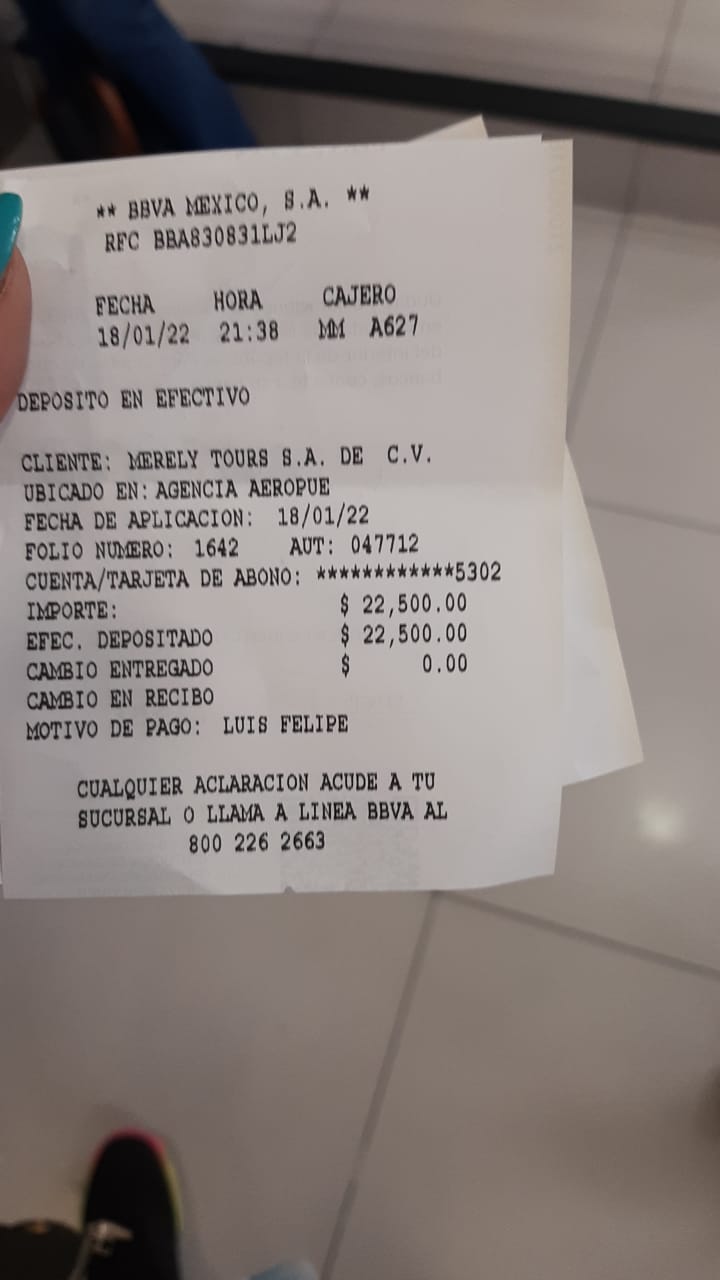 ** BBVA MEXICO, S.A. **
RFC BBA830831LJ2
FECHA HORA CAJERO
18/01/22 21:38 MM A627
DEPOSITO EN EFECTIVO
CLIENTE: MERELY TOURS S.A. DE C.V.
UBICADO EN: AGENCIA AEROPUE
FECHA DE APLICACION: 18/01/22
FOLIO NUMERO: 1642 AUT: 047712
CUENTA/TARJETA DE ABONO: ************5302
IMPORTE: $ 22,500.00
EFEC. DEPOSITADO $ 22,500.00
CAMBIO ENTREGADO $ 0.00
CAMBIO EN RECIBO
MOTIVO DE PAGO: LUIS FELIPE
CUALQUIER ACLARACION ACUDE A TU
SUCURSAL O LLAMA A LINEA BBVA AL
800 226 2663